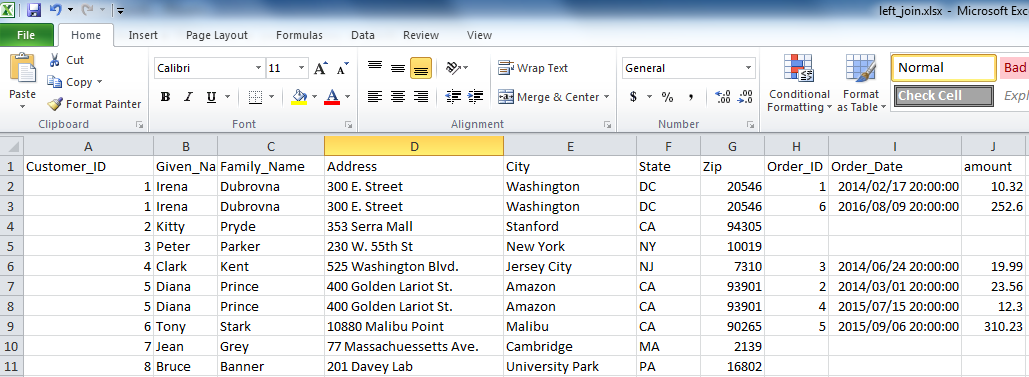 left_join.xlsx - Microsoft Exce
File Home Insert Page Layout Formulas Data Review View
Paste Cut Copy Format Painter Clipboard
Calibri 11 A A B I U A Font
Wrap Text Merge & Center Alignment
General $ % , .00 .0 Number
Conditional Formatting Format as Table
Normal Bad
Check Cell Explo
A B C D E F G H I J
1 Customer_ID Given_Na Family_Name Address City State Zip Order_ID Order_Date amount
2 1 Irena Dubrovna 300 E. Street Washington DC 20546 1 2014/02/17 20:00:00 10.32
3 1 Irena Dubrovna 300 E. Street Washington DC 20546 6 2016/08/09 20:00:00 252.6
4 2 Kitty Pryde 353 Serra Mall Stanford CA 94305
5 3 Peter Parker 230 W. 55th St New York NY 10019
6 4 Clark Kent 525 Washington Blvd. Jersey City NJ 7310 3 2014/06/24 20:00:00 19.99
7 5 Diana Prince 400 Golden Lariot St. Amazon CA 93901 2 2014/03/01 20:00:00 23.56
8 5 Diana Prince 400 Golden Lariot St. Amazon CA 93901 4 2015/07/15 20:00:00 12.3
9 6 Tony Stark 10880 Malibu Point Malibu CA 90265 5 2015/09/06 20:00:00 310.23
10 7 Jean Grey 77 Massachuessetts Ave. Cambridge MA 2139
11 8 Bruce Banner 201 Davey Lab University Park PA 16802